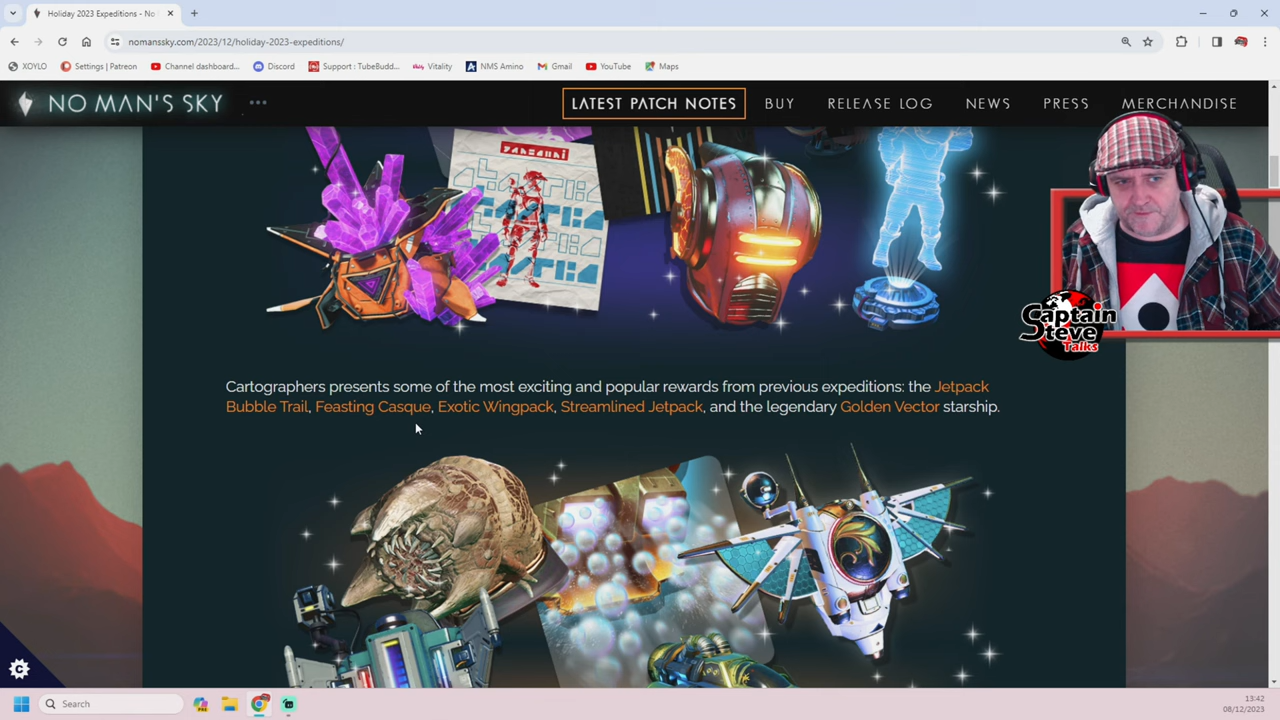 Holiday 2023 Expeditions - No
nomanssky.com/2023/12/holiday-2023-expeditions/
XOYLO
Settings | Patreon
Channel dashboard...
Discord
Support : TubeBudd...
Vitality
NMS Amino
Gmail
YouTube
Maps
NO MAN'S SKY
LATEST PATCH NOTES
BUY
RELEASE LOG
NEWS
PRESS
MERCHANDISE
Cartographers presents some of the most exciting and popular rewards from previous expeditions: the Jetpack
Bubble Trail, Feasting Casque, Exotic Wingpack, Streamlined Jetpack, and the legendary Golden Vector starship.
Captain
Steve
Talks
Search
13:42
08/12/2023